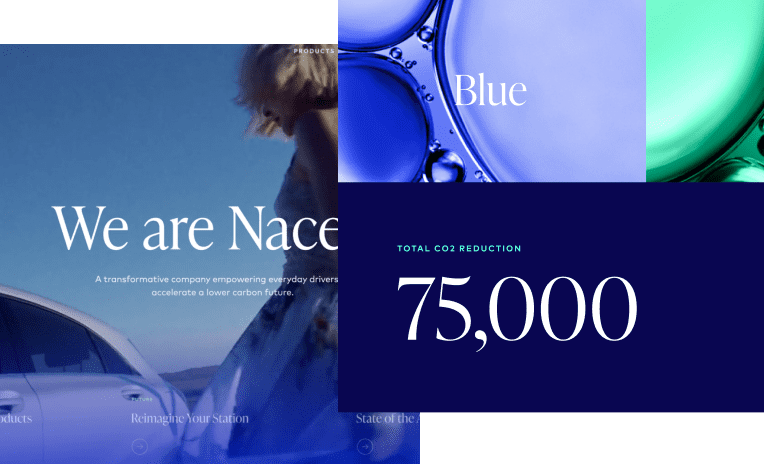 PRODUCTS
Blue
We are Nace
TOTAL CO2 REDUCTION
75,000
A transformative company empowering everyday drivers
accelerate a lower carbon future.
FUTURE
oducts
Reimagine Your Station
State of the